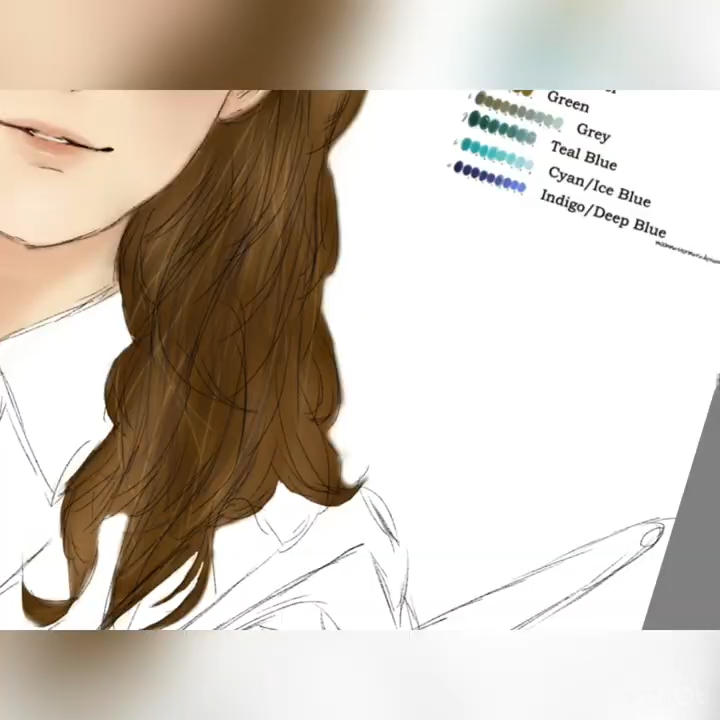 Green
Grey
Teal Blue
Cyan/Ice Blue
Indigo/Deep Blue